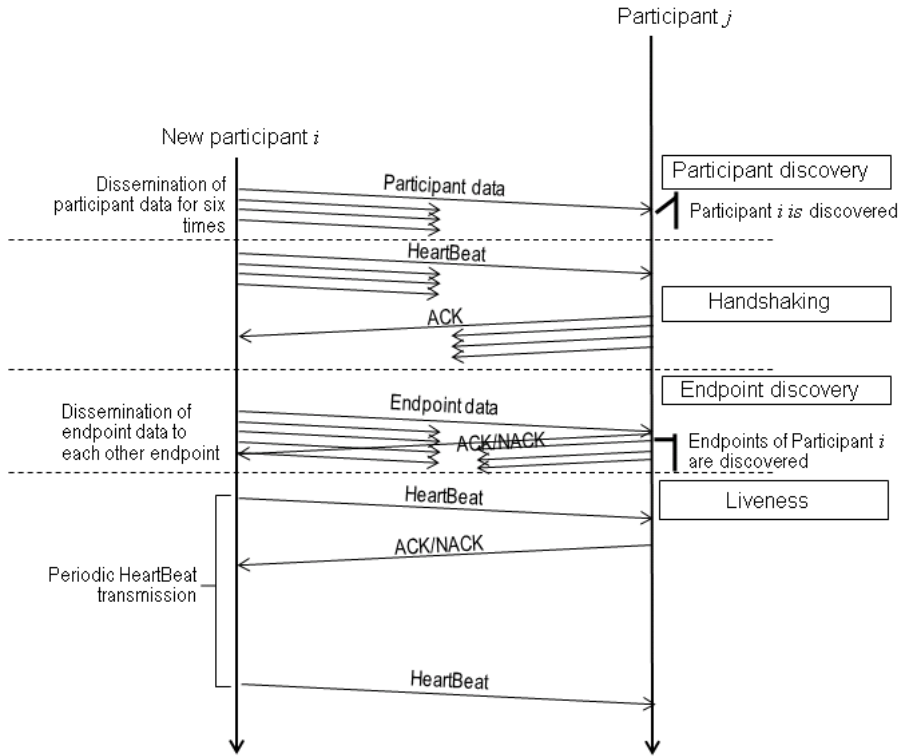 Participant j
New participant i
Participant discovery
Dissemination of
participant data for six
times
Participant data
Participant i is discovered
HeartBeat
Handshaking
ACK
Endpoint discovery
Dissemination of
endpoint data to
each other endpoint
Endpoint data
ACK/NACK
Endpoints of Participant i
are discovered
HeartBeat
Liveness
ACK/NACK
Periodic HeartBeat
transmission
HeartBeat